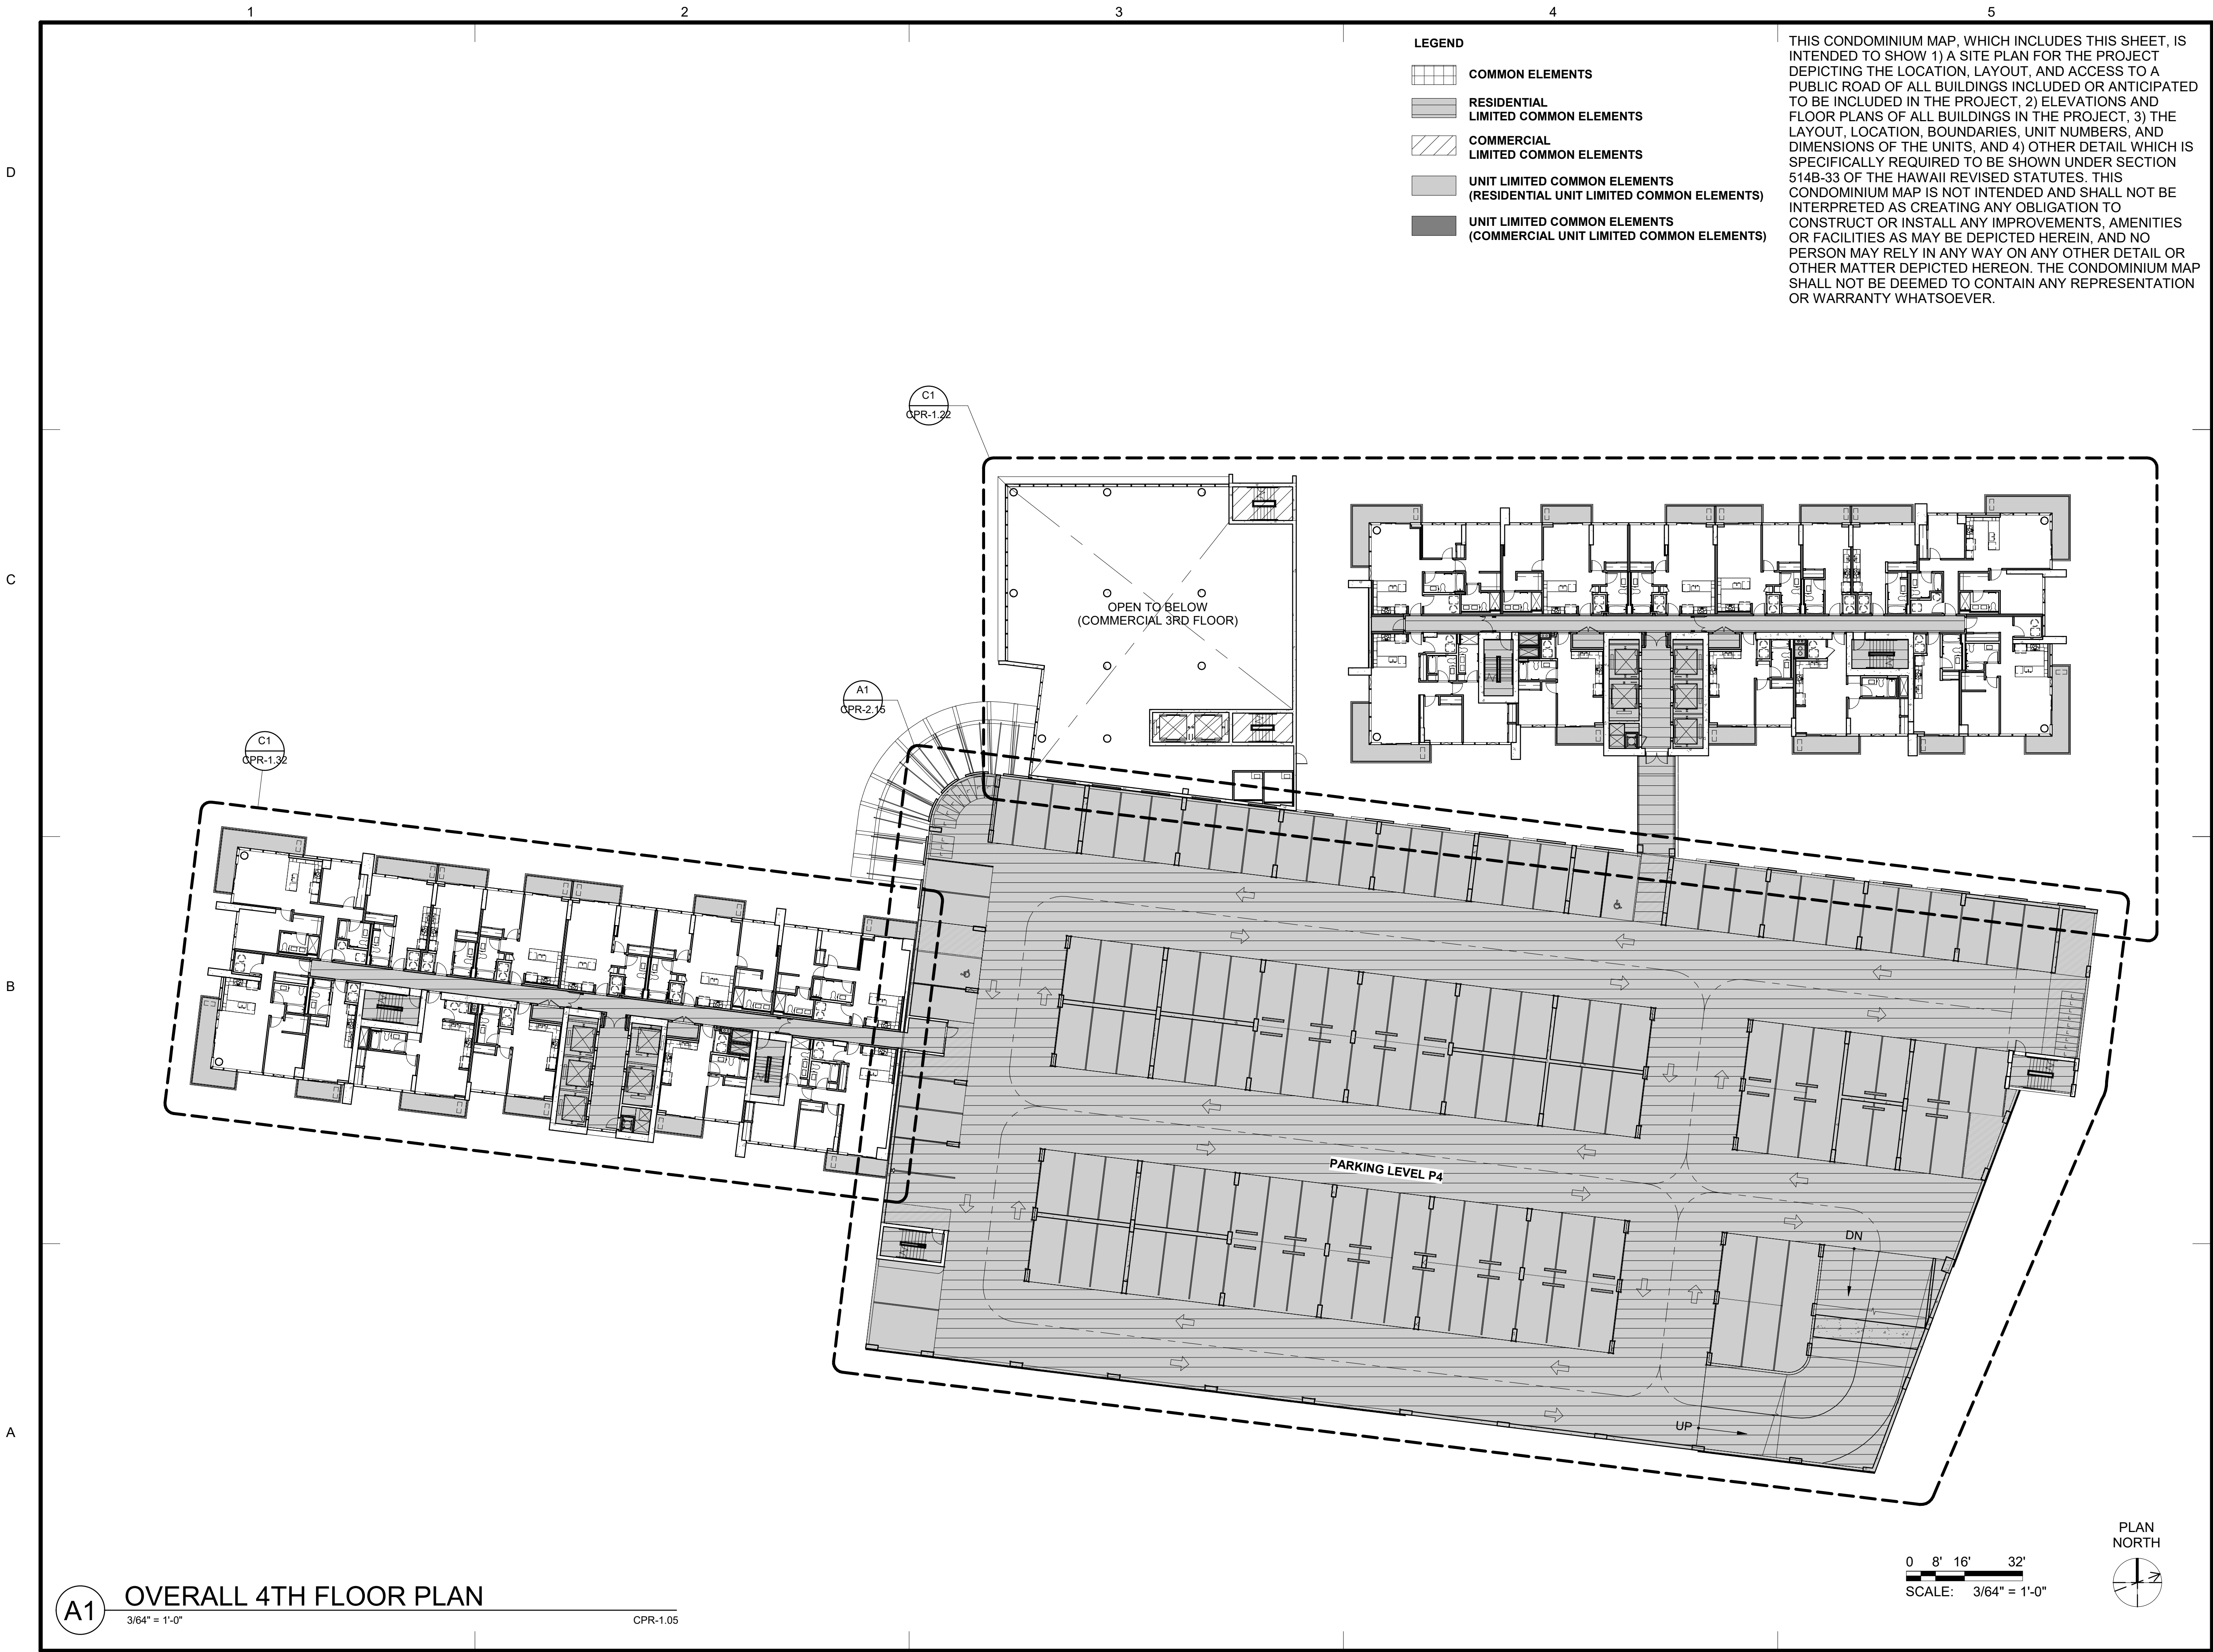 1
2
3
4
5
D
C
B
A
LEGEND
COMMON ELEMENTS
RESIDENTIAL
LIMITED COMMON ELEMENTS
COMMERCIAL
LIMITED COMMON ELEMENTS
UNIT LIMITED COMMON ELEMENTS
(RESIDENTIAL UNIT LIMITED COMMON ELEMENTS)
UNIT LIMITED COMMON ELEMENTS
(COMMERCIAL UNIT LIMITED COMMON ELEMENTS)
THIS CONDOMINIUM MAP, WHICH INCLUDES THIS SHEET, IS
INTENDED TO SHOW 1) A SITE PLAN FOR THE PROJECT
DEPICTING THE LOCATION, LAYOUT, AND ACCESS TO A
PUBLIC ROAD OF ALL BUILDINGS INCLUDED OR ANTICIPATED
TO BE INCLUDED IN THE PROJECT, 2) ELEVATIONS AND
FLOOR PLANS OF ALL BUILDINGS IN THE PROJECT, 3) THE
LAYOUT, LOCATION, BOUNDARIES, UNIT NUMBERS, AND
DIMENSIONS OF THE UNITS, AND 4) OTHER DETAIL WHICH IS
SPECIFICALLY REQUIRED TO BE SHOWN UNDER SECTION
514B-33 OF THE HAWAII REVISED STATUTES. THIS
CONDOMINIUM MAP IS NOT INTENDED AND SHALL NOT BE
INTERPRETED AS CREATING ANY OBLIGATION TO
CONSTRUCT OR INSTALL ANY IMPROVEMENTS, AMENITIES
OR FACILITIES AS MAY BE DEPICTED HEREIN, AND NO
PERSON MAY RELY IN ANY WAY ON ANY OTHER DETAIL OR
OTHER MATTER DEPICTED HEREON. THE CONDOMINIUM MAP
SHALL NOT BE DEEMED TO CONTAIN ANY REPRESENTATION
OR WARRANTY WHATSOEVER.
C1
CPR-1.22
OPEN TO BELOW
(COMMERCIAL 3RD FLOOR)
A1
CPR-2.15
C1
CPR-1.32
PARKING LEVEL P4
DN
UP
PLAN
NORTH
0 8' 16' 32'
SCALE: 3/64" = 1'-0"
A1
OVERALL 4TH FLOOR PLAN
3/64" = 1'-0"
CPR-1.05